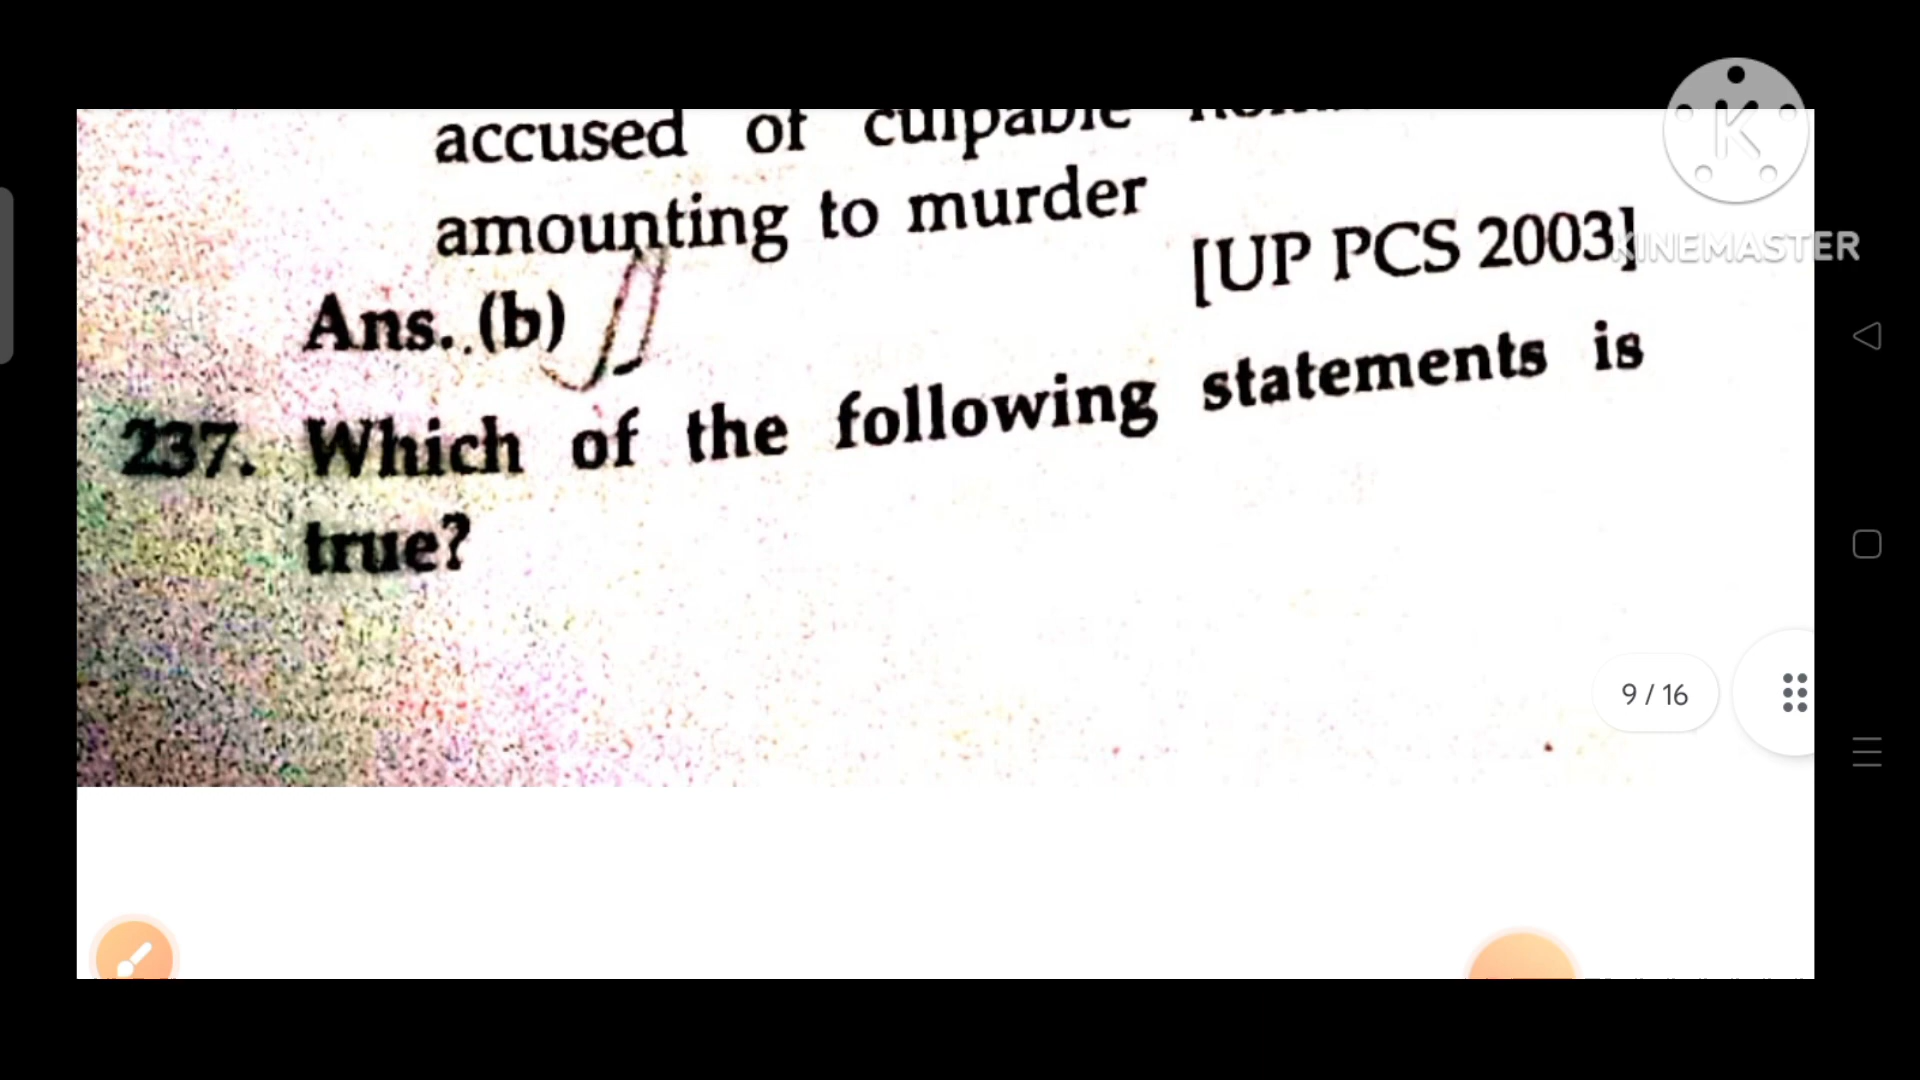 accused of culpable
amounting to murder
[UP PCS 2003]
Ans. (b)
237. Which of the following statements is
true?
K
KINEMASTER
9 / 16